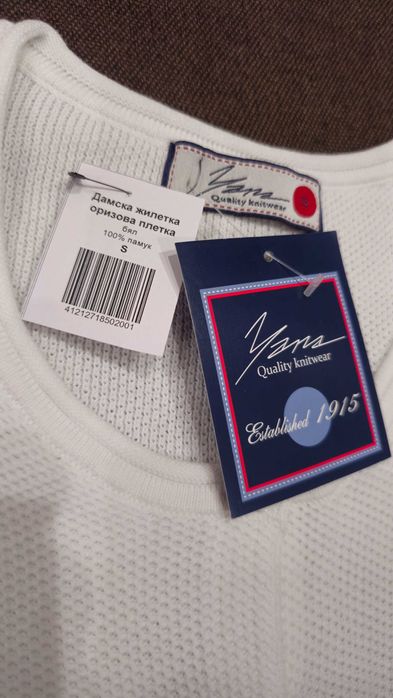 Yana
Quality knitwear
Дамска жилетка
оризова плетка
бял
100% памук
S
41212718502001
Yana
Quality knitwear
Established 1915